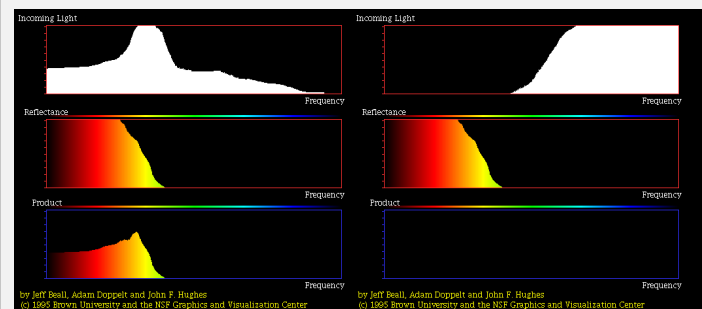 Incoming Light
Frequency
Reflectance
Frequency
Product
Frequency
by Jeff Beall, Adam Doppelt and John F. Hughes
(c) 1995 Brown University and the NSF Graphics and Visualization Center
Incoming Light
Frequency
Reflectance
Frequency
Product
Frequency
by Jeff Beall, Adam Doppelt and John F. Hughes
(c) 1995 Brown University and the NSF Graphics and Visualization Center